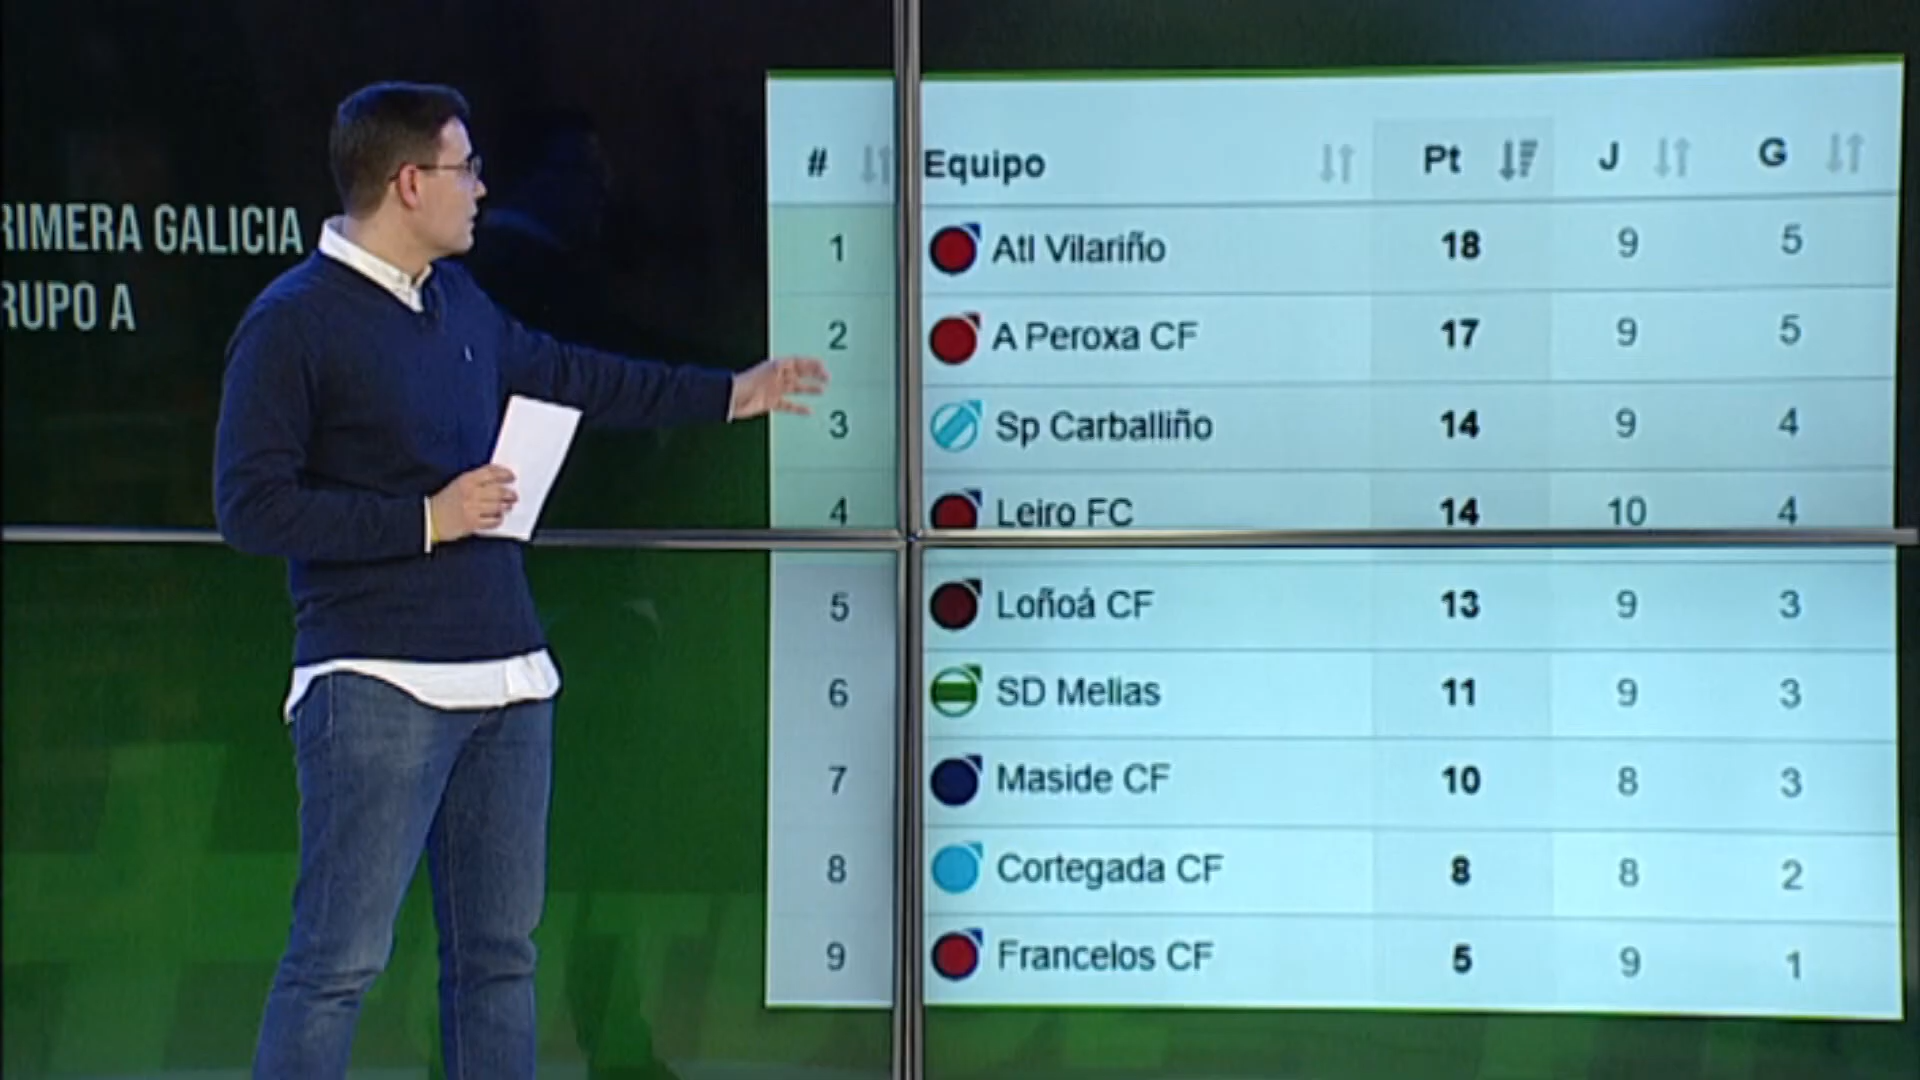 RIMERA GALICIA
RUPO A
# Equipo Pt J G
1 Atl Vilariño 18 9 5
2 A Peroxa CF 17 9 5
3 Sp Carballiño 14 9 4
4 Leiro FC 14 10 4
5 Loñoá CF 13 9 3
6 SD Melias 11 9 3
7 Maside CF 10 8 3
8 Cortegada CF 8 8 2
9 Francelos CF 5 9 1